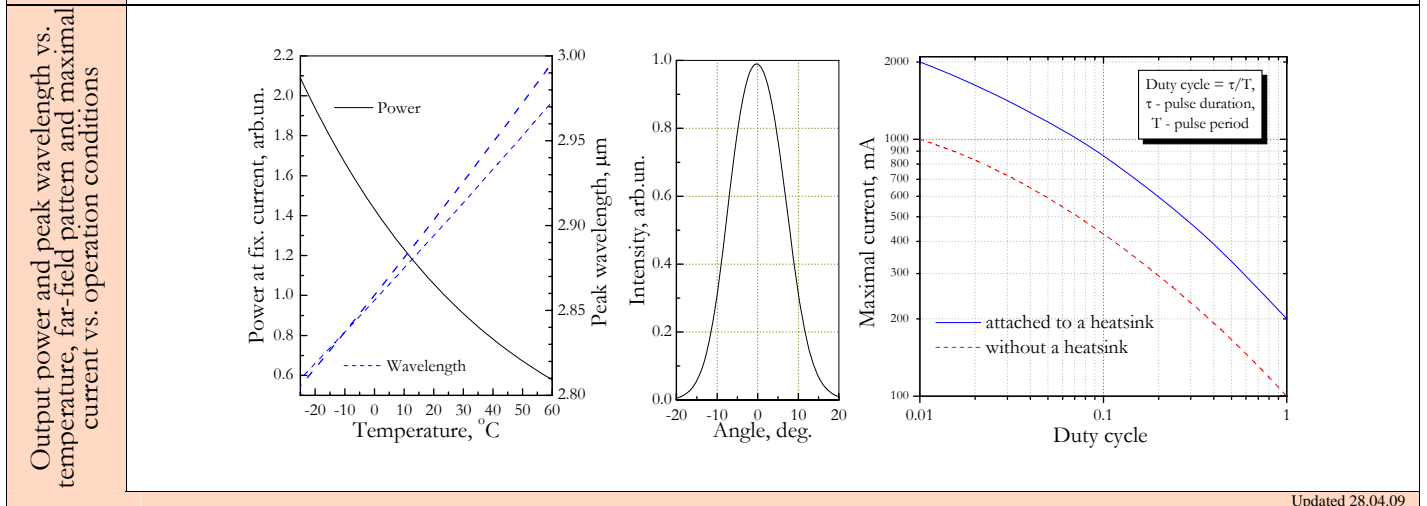 Output power and peak wavelength vs.
temperature, far-field pattern and maximal
current vs. operation conditions
2.2
2.0
1.8
1.6
1.4
1.2
1.0
0.8
0.6
Power at fix. current, arb.un.
Power
Wavelength
-20 -10 0 10 20 30 40 50 60
Temperature, °C
3.00
2.95
2.90
2.85
2.80
Peak wavelength, μm
1.0
0.8
0.6
0.4
0.2
0.0
Intensity, arb.un.
-20 -10 0 10 20
Angle, deg.
2000
1000
900
800
700
600
500
400
300
200
100
Maximal current, mA
Duty cycle = τ/T,
τ - pulse duration,
T - pulse period
attached to a heatsink
without a heatsink
0.01 0.1 1
Duty cycle
Updated 28.04.09